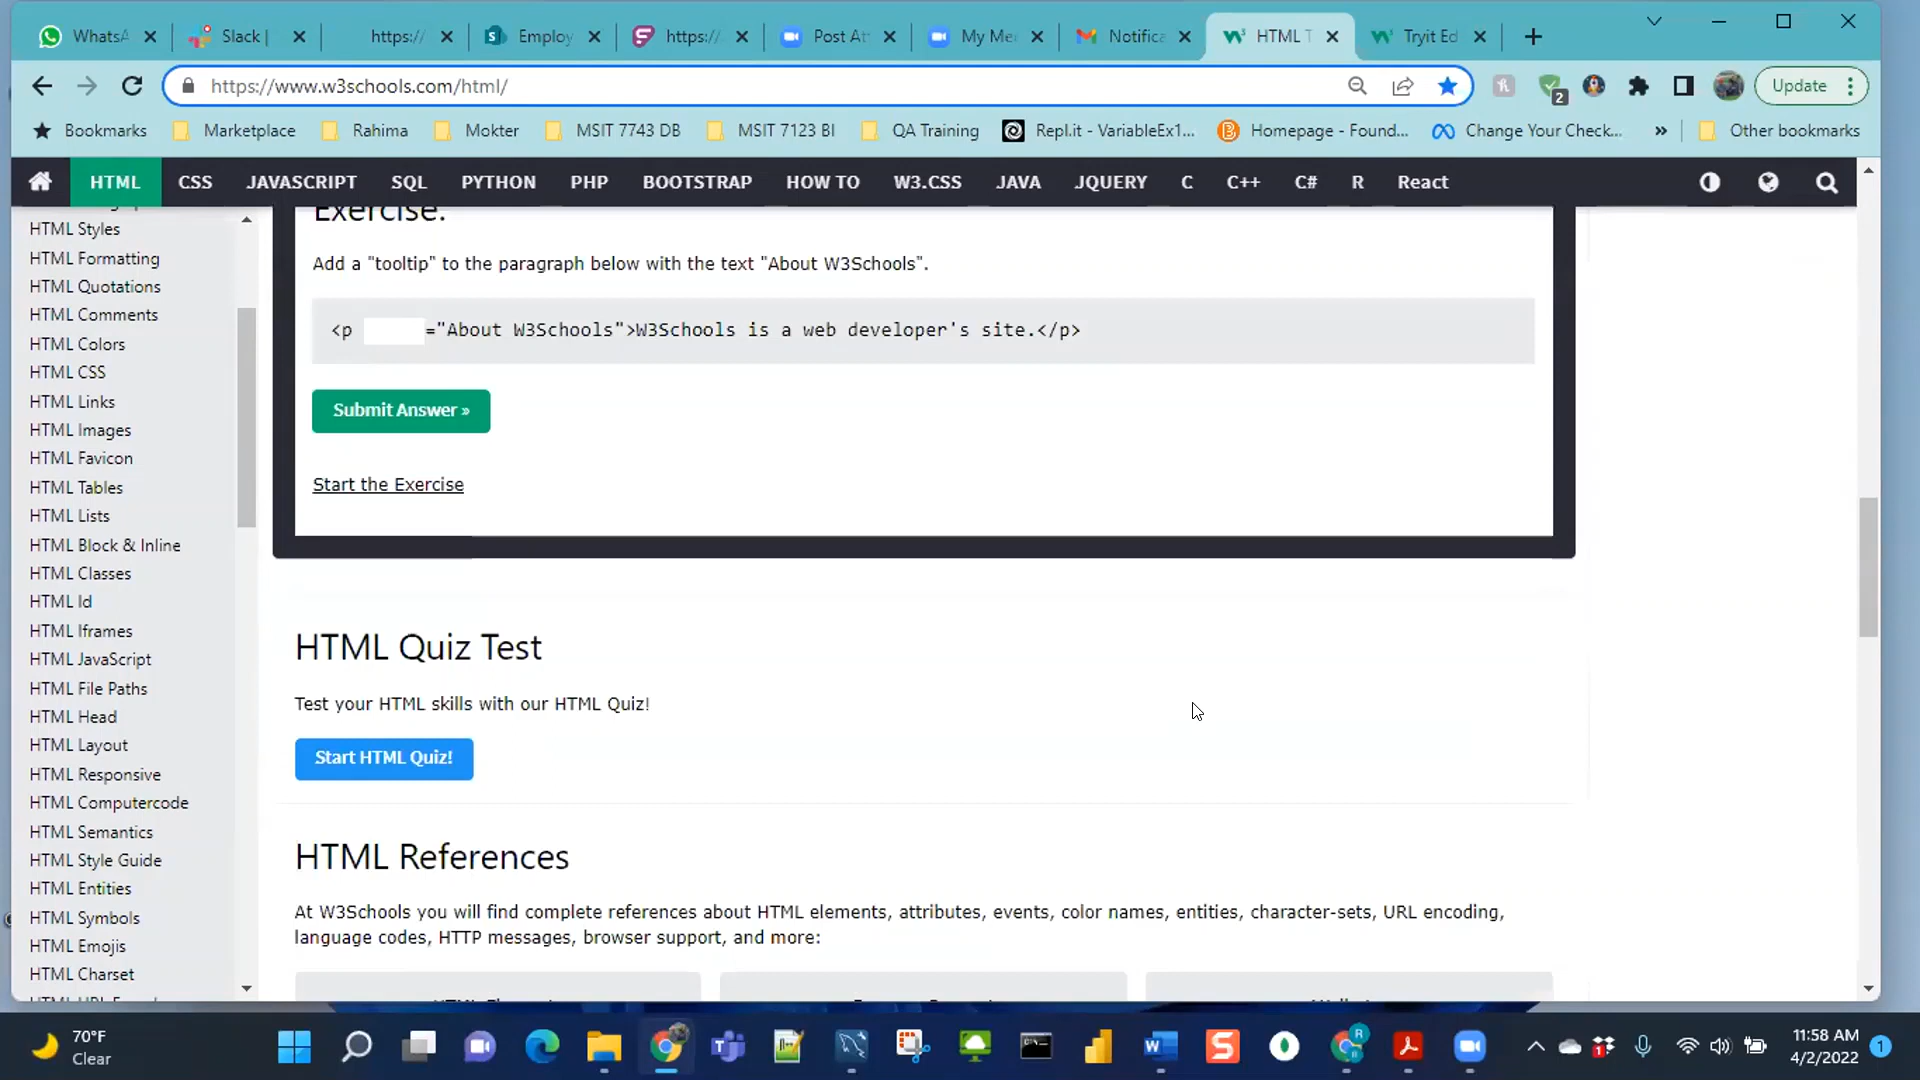 WhatsA
Slack |
https://
Employ
https://
Post At
My Me
Notifica
HTML T
Tryit Ed
https://www.w3schools.com/html/
2
Update
Bookmarks
Marketplace
Rahima
Mokter
MSIT 7743 DB
MSIT 7123 BI
QA Training
Repl.it - VariableEx1...
Homepage - Found...
Change Your Check...
»
Other bookmarks
HTML
CSS
JAVASCRIPT
SQL
PYTHON
PHP
BOOTSTRAP
HOW TO
W3.CSS
JAVA
JQUERY
C
C++
C#
R
React
HTML Styles
HTML Formatting
HTML Quotations
HTML Comments
HTML Colors
HTML CSS
HTML Links
HTML Images
HTML Favicon
HTML Tables
HTML Lists
HTML Block & Inline
HTML Classes
HTML Id
HTML Iframes
HTML JavaScript
HTML File Paths
HTML Head
HTML Layout
HTML Responsive
HTML Computercode
HTML Semantics
HTML Style Guide
HTML Entities
HTML Symbols
HTML Emojis
HTML Charset
Exercise:
Add a "tooltip" to the paragraph below with the text "About W3Schools".
<p ="About W3Schools">W3Schools is a web developer's site.</p>
Submit Answer »
Start the Exercise
HTML Quiz Test
Test your HTML skills with our HTML Quiz!
Start HTML Quiz!
HTML References
At W3Schools you will find complete references about HTML elements, attributes, events, color names, entities, character-sets, URL encoding,
language codes, HTTP messages, browser support, and more:
70°F
Clear
11:58 AM
4/2/2022
1